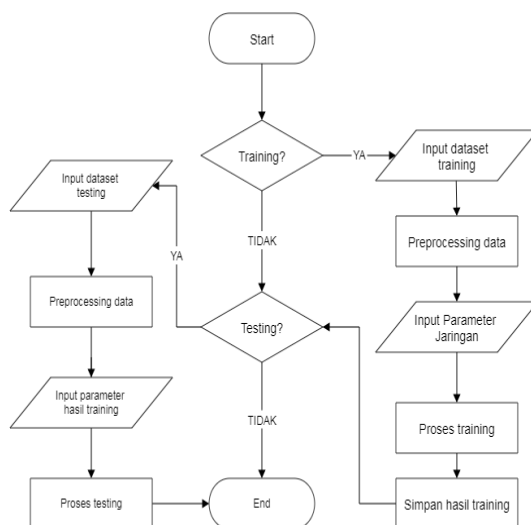 Start
Training?
YA
Input dataset
training
Preprocessing data
Input Parameter
Jaringan
Proses training
Simpan hasil training
TIDAK
Testing?
YA
Input dataset
testing
Preprocessing data
Input parameter
hasil training
Proses testing
TIDAK
End